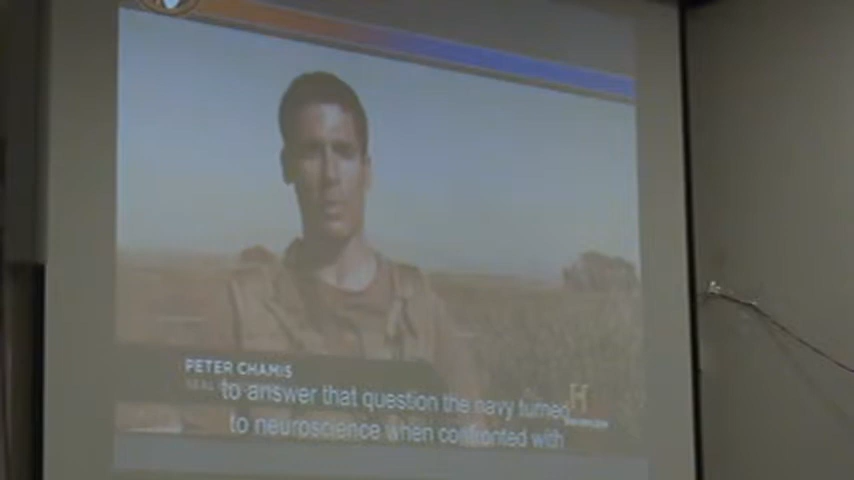 PETER CHAMIS
SEAL
to answer that question the navy turned
H
to neuroscience when confronted with